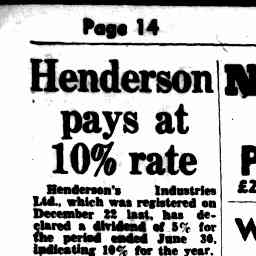 Page 14
Henderson
pays at
10% rate
Henderson's Industries
Ltd., which was registered on
December 22 last, has de-
clared a dividend of 5% for
the period ended June 30,
indicating 10% for the year.
N
P
£2
W